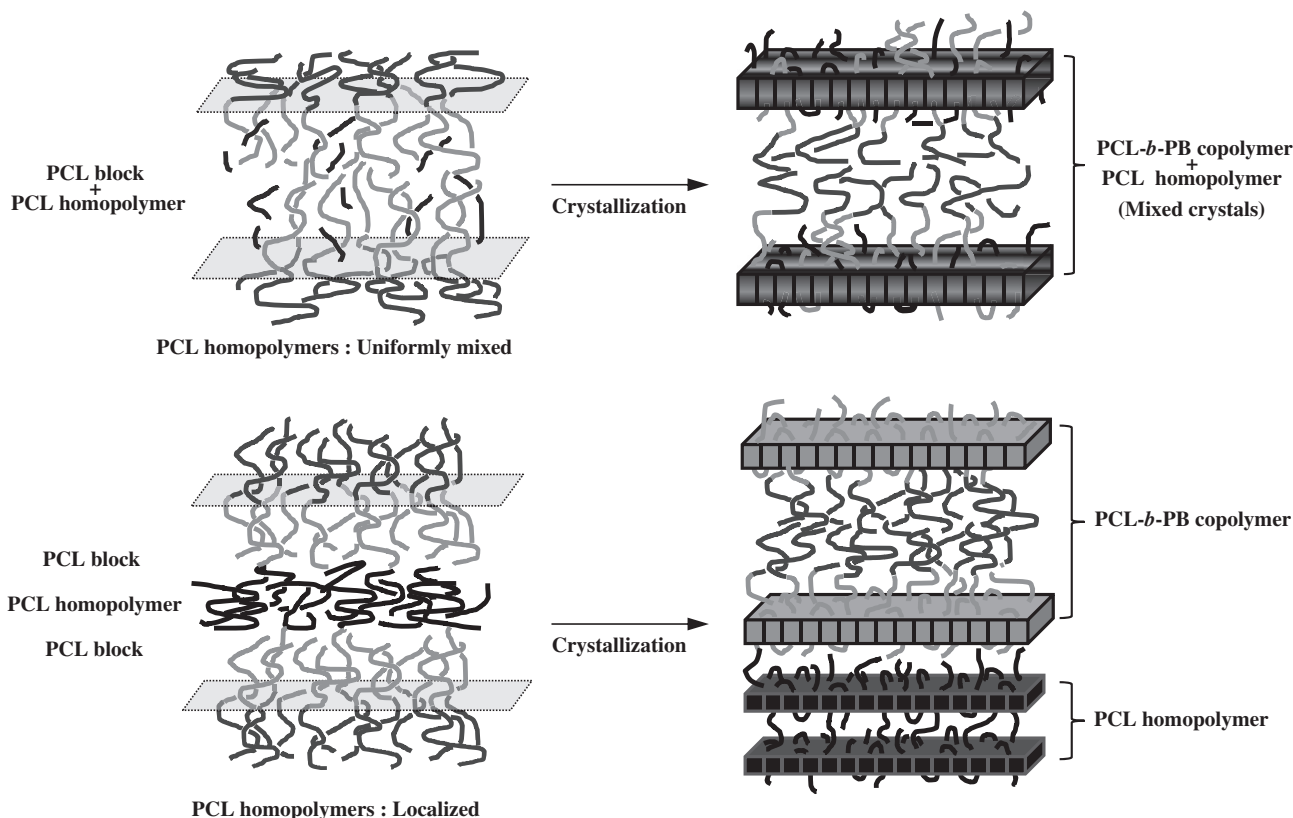 PCL block
+
PCL homopolymer
Crystallization
PCL-b-PB copolymer
+
PCL homopolymer
(Mixed crystals)
PCL homopolymers : Uniformly mixed
PCL block
PCL homopolymer
PCL block
Crystallization
PCL-b-PB copolymer
PCL homopolymer
PCL homopolymers : Localized